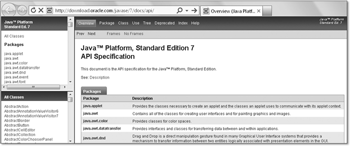 http://download.oracle.com/javase/7/docs/api/
Overview (Java Platform...
Java™ Platform
Standard Ed. 7
All Classes
Packages
java.applet
java.awt
java.awt.color
java.awt.datatransfer
java.awt.dnd
java.awt.event
java.awt.font
All Classes
AbstractAction
AbstractAnnotationValueVisitor6
AbstractAnnotationValueVisitor7
AbstractBorder
AbstractButton
AbstractCellEditor
AbstractCollection
AbstractColorChooserPanel
Overview Package Class Use Tree Deprecated Index Help
Java™ Platform
Standard Ed. 7
Prev Next Frames No Frames
Java™ Platform, Standard Edition 7
API Specification
This document is the API specification for the Java™ Platform, Standard Edition.
See: Description
Packages
Package Description
java.applet Provides the classes necessary to create an applet and the classes an applet uses to communicate with its applet context.
java.awt Contains all of the classes for creating user interfaces and for painting graphics and images.
java.awt.color Provides classes for color spaces.
java.awt.datatransfer Provides interfaces and classes for transferring data between and within applications.
java.awt.dnd Drag and Drop is a direct manipulation gesture found in many Graphical User Interface systems that provides a
mechanism to transfer information between two entities logically associated with presentation elements in the GUI.